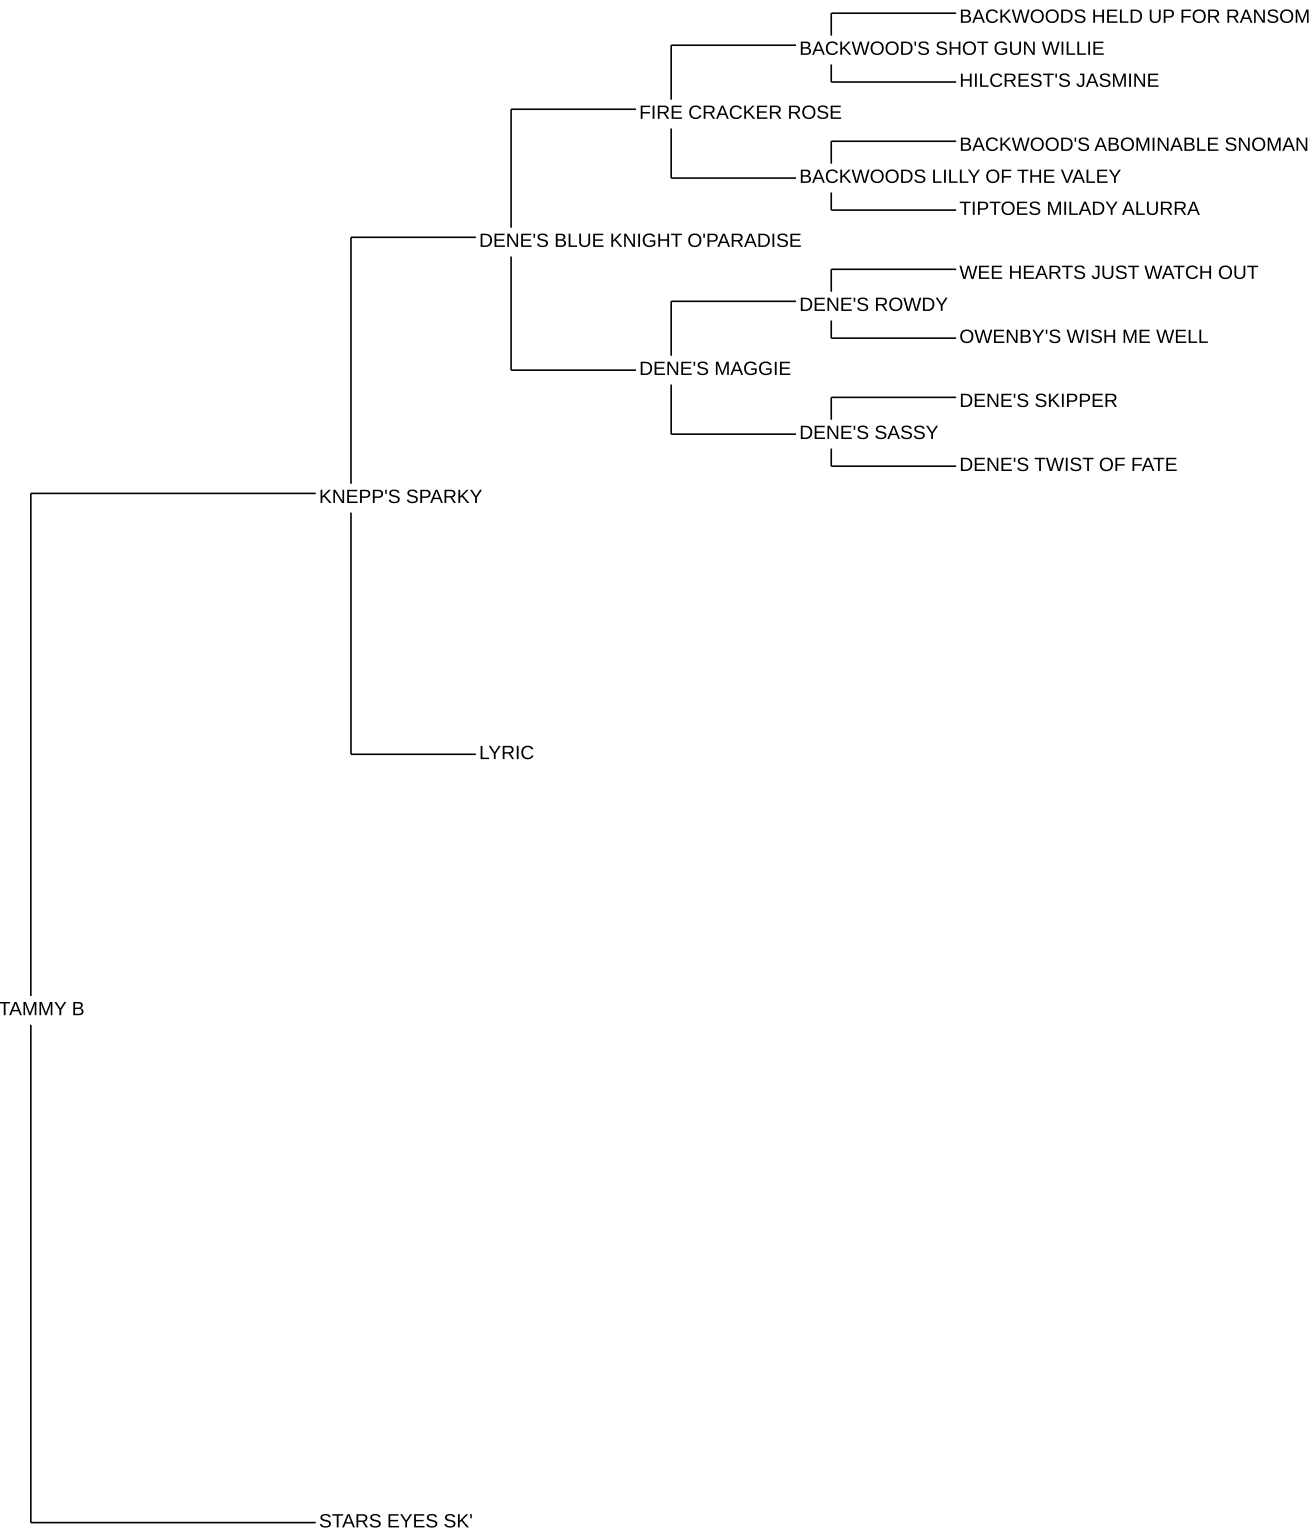 BACKWOODS HELD UP FOR RANSOM
BACKWOOD'S SHOT GUN WILLIE
HILCREST'S JASMINE
FIRE CRACKER ROSE
BACKWOOD'S ABOMINABLE SNOMAN
BACKWOODS LILLY OF THE VALEY
TIPTOES MILADY ALURRA
DENE'S BLUE KNIGHT O'PARADISE
WEE HEARTS JUST WATCH OUT
DENE'S ROWDY
OWENBY'S WISH ME WELL
DENE'S MAGGIE
DENE'S SKIPPER
DENE'S SASSY
DENE'S TWIST OF FATE
KNEPP'S SPARKY
LYRIC
TAMMY B
STARS EYES SK'